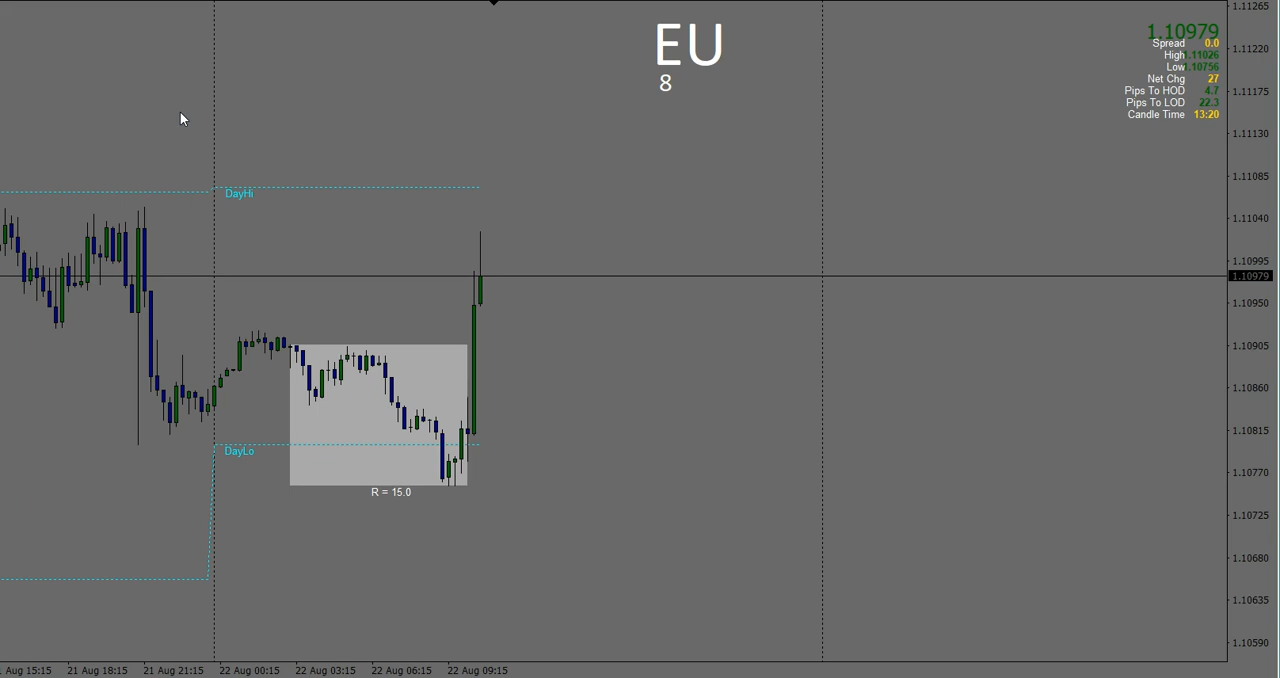 EU
8
1.10979
Spread 0.0
High 1.11026
Low 1.10756
Net Chg 27
Pips To HOD 4.7
Pips To LOD 22.3
Candle Time 13:20
DayHi
DayLo
R = 15.0
1.11265
1.11220
1.11175
1.11130
1.11085
1.11040
1.10995
1.10979
1.10950
1.10905
1.10860
1.10815
1.10770
1.10725
1.10680
1.10635
1.10590
Aug 15:15
21 Aug 18:15
21 Aug 21:15
22 Aug 00:15
22 Aug 03:15
22 Aug 06:15
22 Aug 09:15